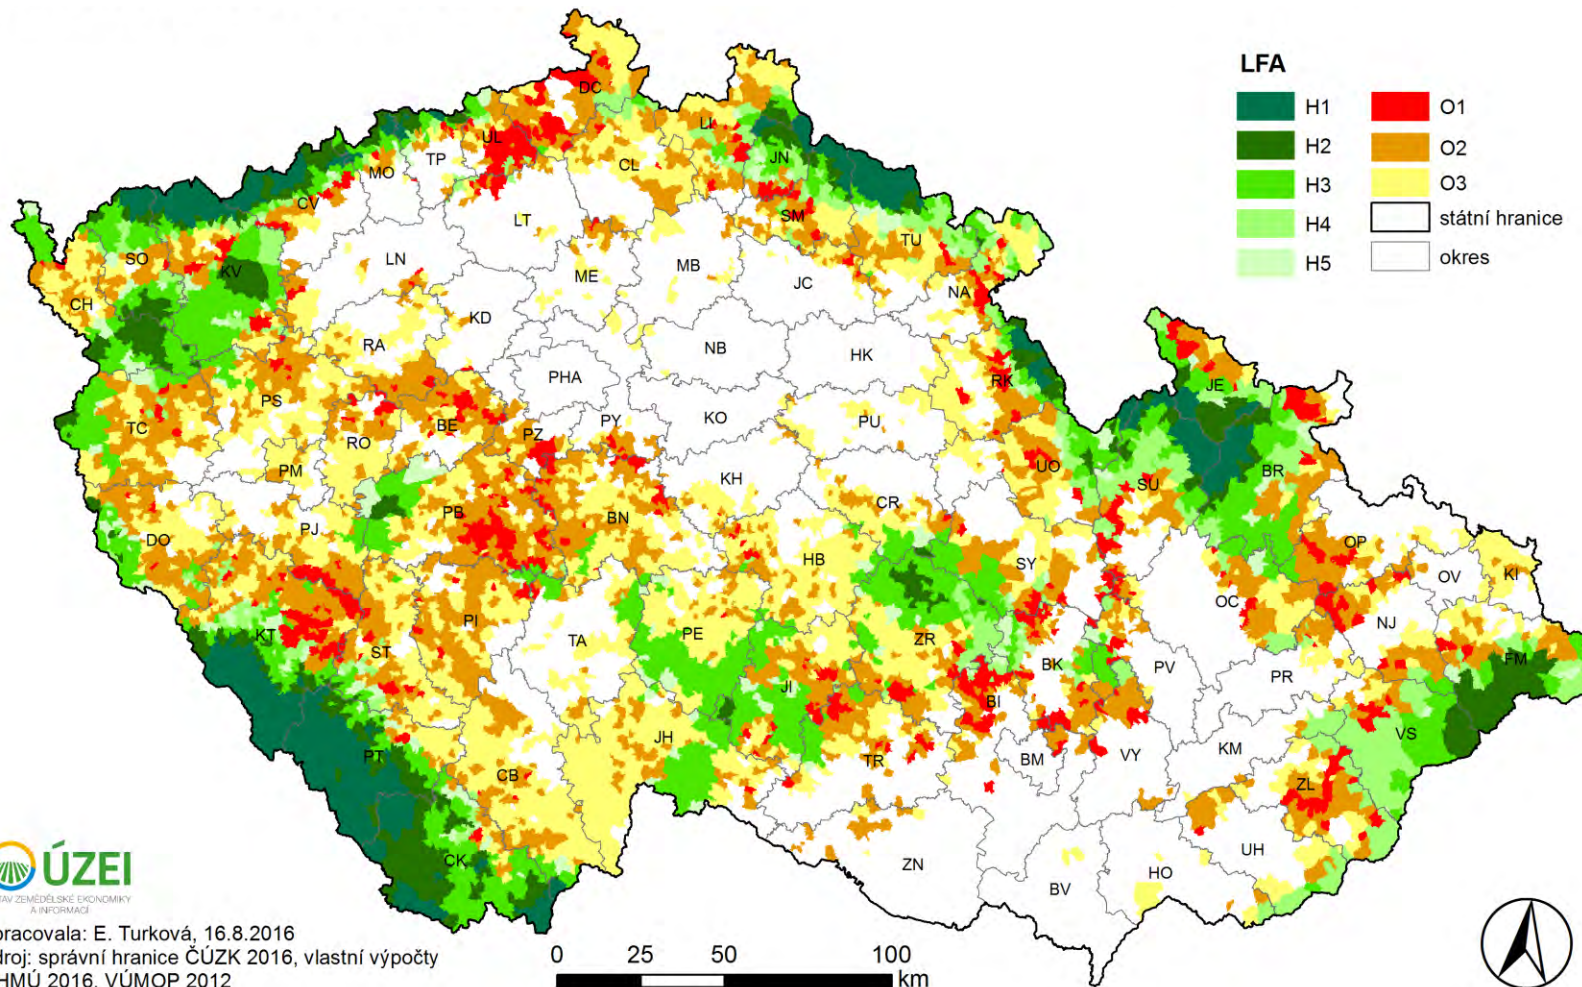 LFA
H1
H2
H3
H4
H5
O1
O2
O3
státní hranice
okres
DC
UL
LI
TP
MO
CL
JN
CV
SM
LT
SO
KV
LN
TU
ME
MB
JC
NA
CH
KD
RA
NB
HK
PHA
RK
JE
PS
KO
TC
RO
BE
PZ
PY
PU
PM
UO
SU
BR
KH
CR
PB
BN
PJ
DO
OP
HB
SY
OV
KI
OC
PI
NJ
KT
ST
TA
PE
ZR
BK
PV
PR
FM
JI
BI
JH
VS
PT
KM
TR
BM
VY
CB
ZL
CK
ZN
UH
HO
BV
ÚZEI
ZEMĚDĚLSKÉ EKONOMIKY
A INFORMACÍ
pracovala: E. Turková, 16.8.2016
droj: správní hranice ČÚZK 2016, vlastní výpočty
HMÚ 2016, VÚMOP 2012
0 25 50 100
km